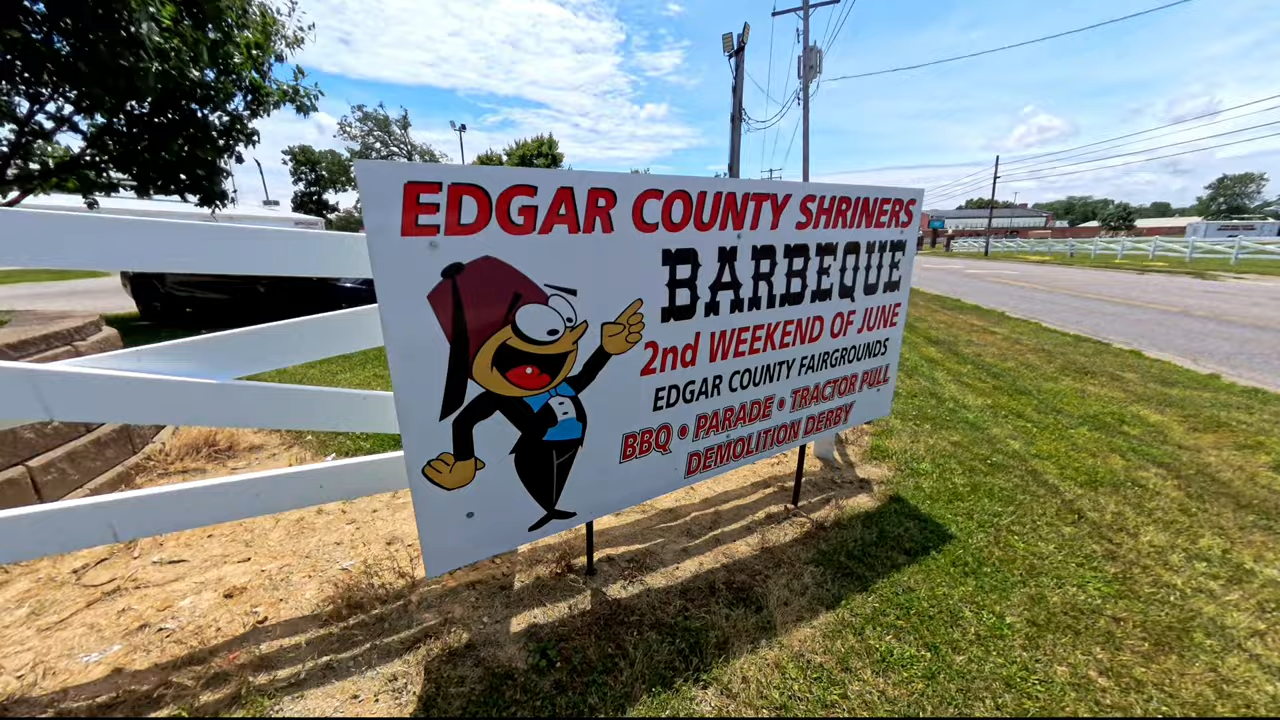 EDGAR COUNTY SHRINERS
BARBEQUE
2nd WEEKEND OF JUNE
EDGAR COUNTY FAIRGROUNDS
BBQ • PARADE • TRACTOR PULL
DEMOLITION DERBY